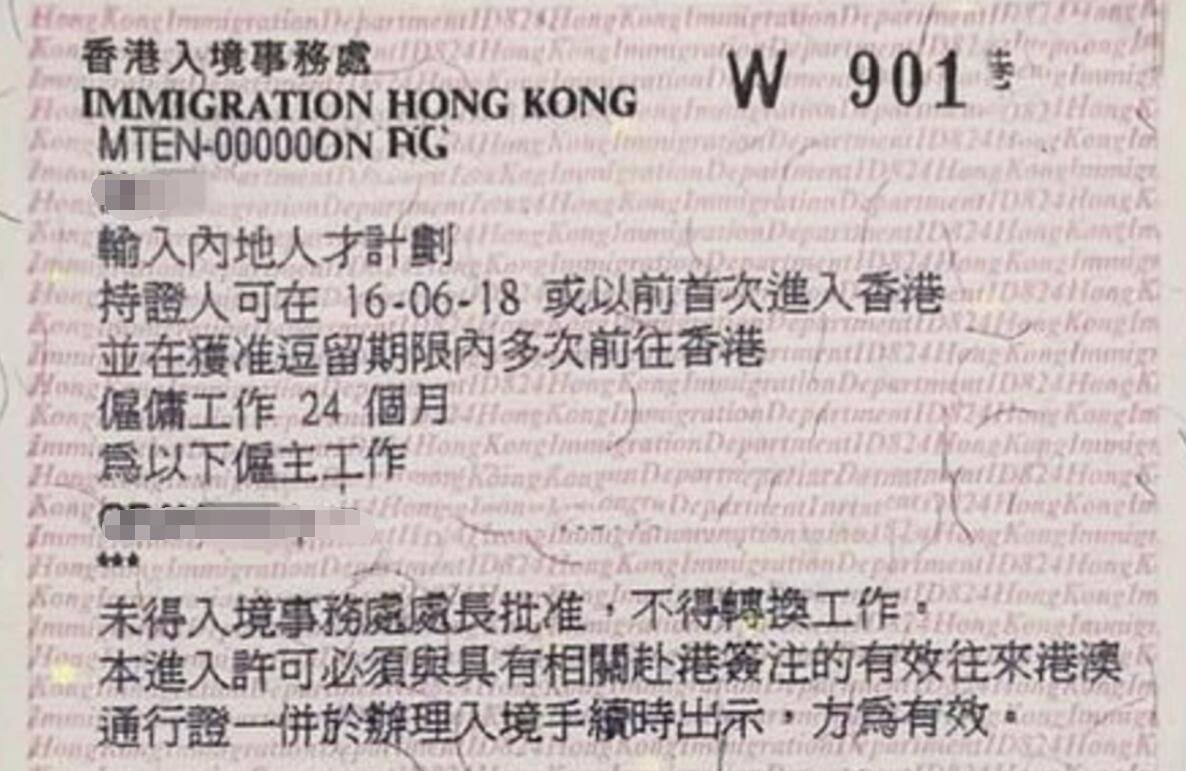 香港入境事務處
W 901
IMMIGRATION HONG KONG
MTEN-000000N RG
輸入內地人才計劃
持證人可在 16-06-18 或以前首次進入香港
並在獲准逗留期限內多次前往香港
僱傭工作 24 個月
為以下僱主工作
***
未得入境事務處處長批准，不得轉換工作。
本進入許可必須與具有相關赴港簽注的有效往來港澳
通行證一併於辦理入境手續時出示，方為有效。